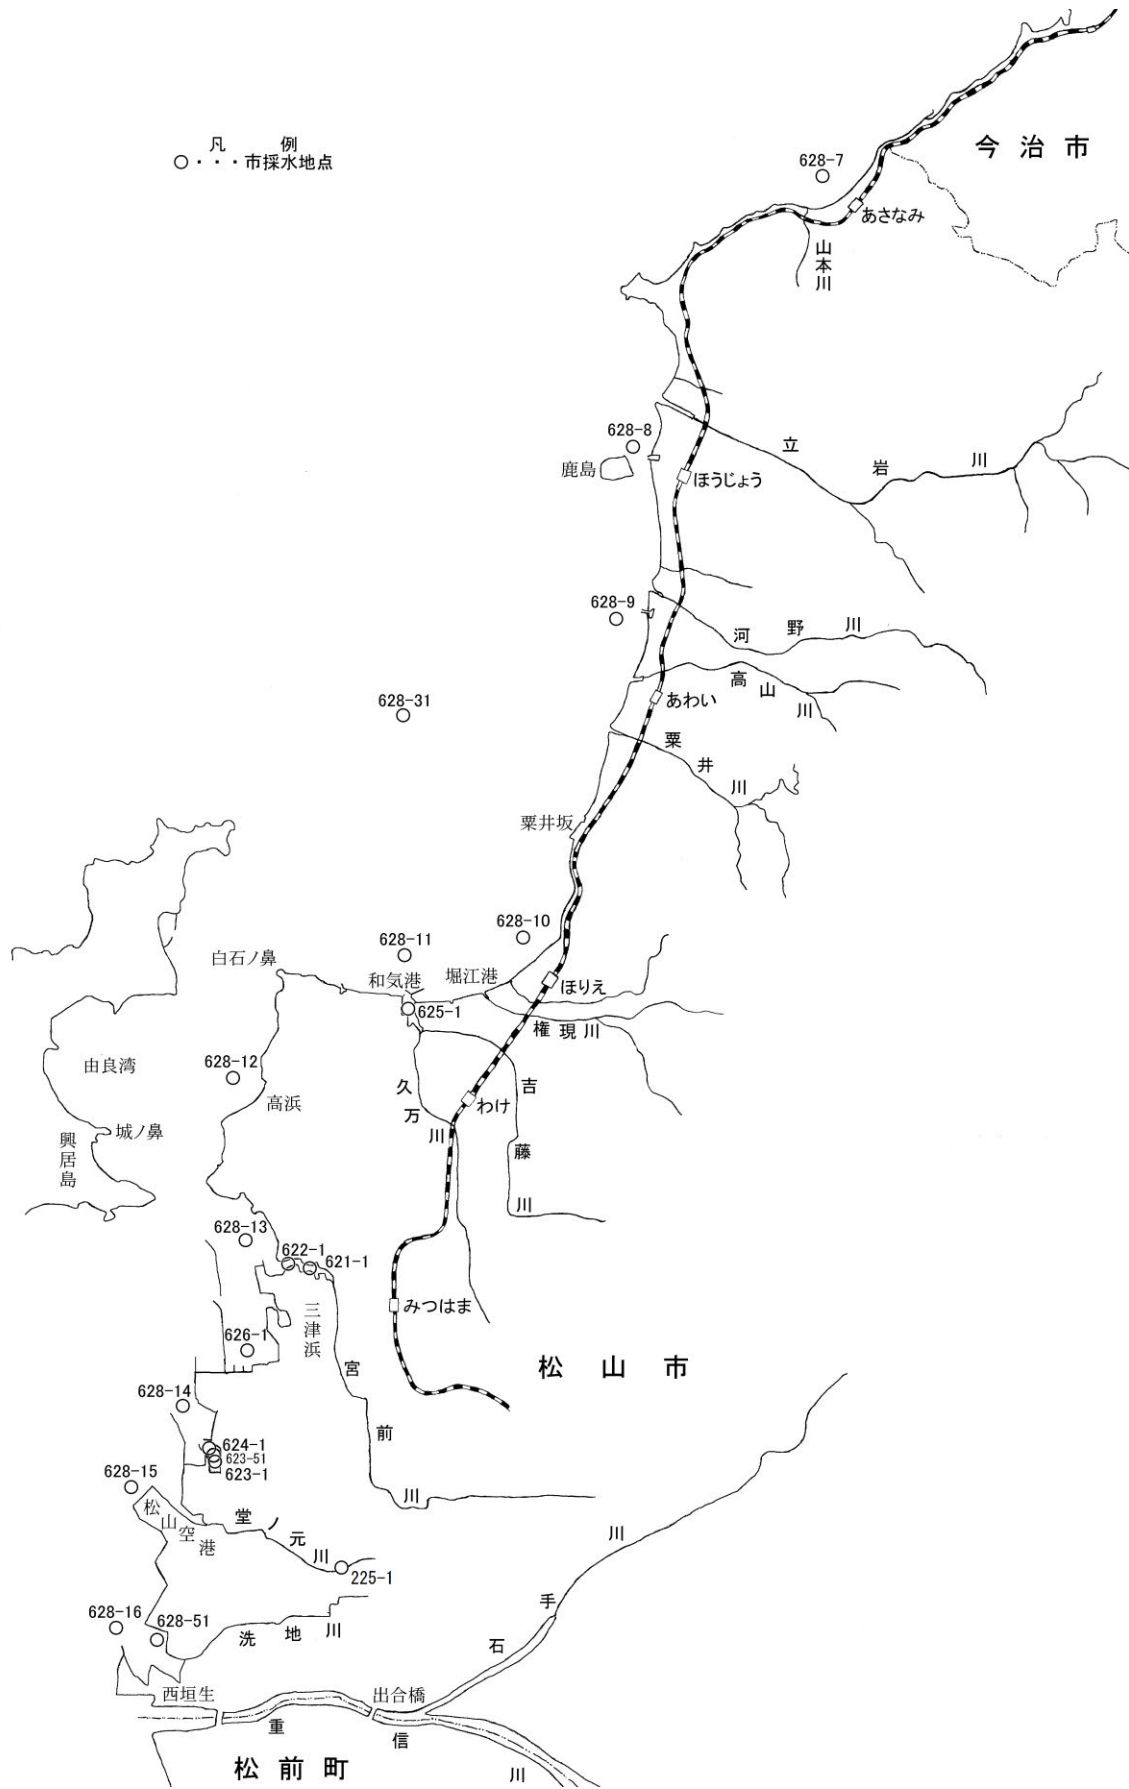 凡 例
○・・・市採水地点
今治市
628-7
あさなみ
山本川
628-8
鹿島
ほうじょう
立岩川
628-9
河野川
高山川
628-31
あわい
粟井川
粟井坂
628-10
628-11
白石ノ鼻
和気港
堀江港
ほりえ
625-1
権現川
由良湾
628-12
高浜
久万川
わけ
吉藤川
城ノ鼻
興居島
628-13
622-1
621-1
みつはま
三津浜
626-1
宮前川
松山市
628-14
624-1
623-51
623-1
628-15
松山空港
堂ノ元川
225-1
石手川
628-16
628-51
洗地川
西垣生
出合橋
重信川
松前町